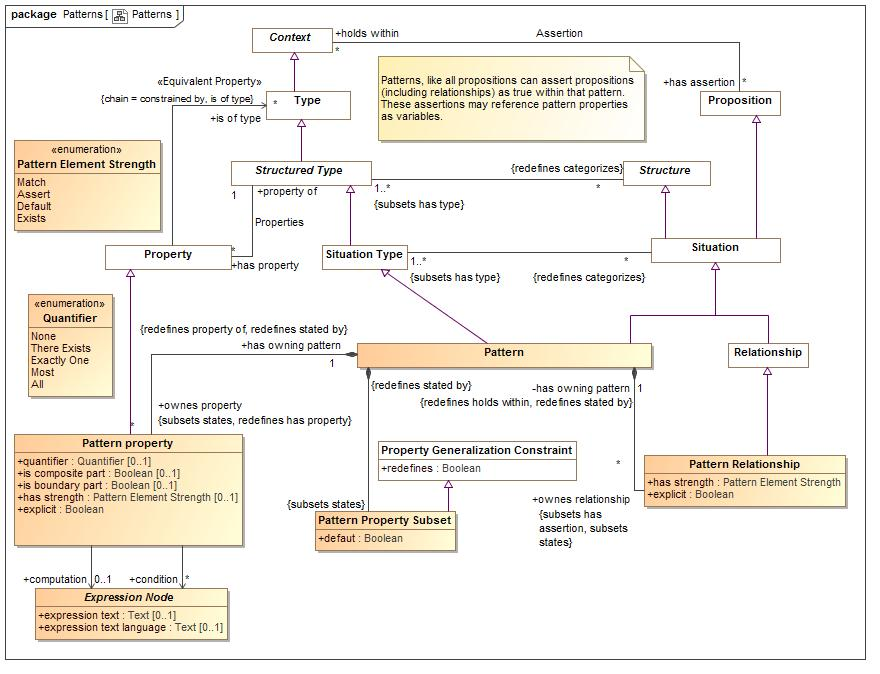 package Patterns [ Patterns ]
Context
+holds within
*
Assertion
«Equivalent Property»
{chain = constrained by, is of type}
*
+is of type
Type
Patterns, like all propositions can assert propositions
(including relationships) as true within that pattern.
These assertions may reference pattern properties
as variables.
+has assertion
*
Proposition
«enumeration»
Pattern Element Strength
Match
Assert
Default
Exists
Structured Type
1
+property of
1..*
{subsets has type}
{redefines categorizes}
*
Structure
Properties
Property
*
+has property
Situation Type
1..*
{subsets has type}
*
{redefines categorizes}
Situation
«enumeration»
Quantifier
None
There Exists
Exactly One
Most
All
{redefines property of, redefines stated by}
+has owning pattern
1
Pattern
Relationship
{redefines stated by}
-has owning pattern
1
{redefines holds within, redefines stated by}
+ownes property
{subsets states, redefines has property}
*
Pattern property
+quantifier : Quantifier [0..1]
+is composite part : Boolean [0..1]
+is boundary part : Boolean [0..1]
+has strength : Pattern Element Strength [0..1]
+explicit : Boolean
Property Generalization Constraint
+redefines : Boolean
*
Pattern Relationship
+has strength : Pattern Element Strength
+explicit : Boolean
{subsets states}
Pattern Property Subset
+defaut : Boolean
+ownes relationship
{subsets has
assertion, subsets
states}
+computation
0..1
+condition
*
Expression Node
+expression text : Text [0..1]
+expression text language : Text [0..1]